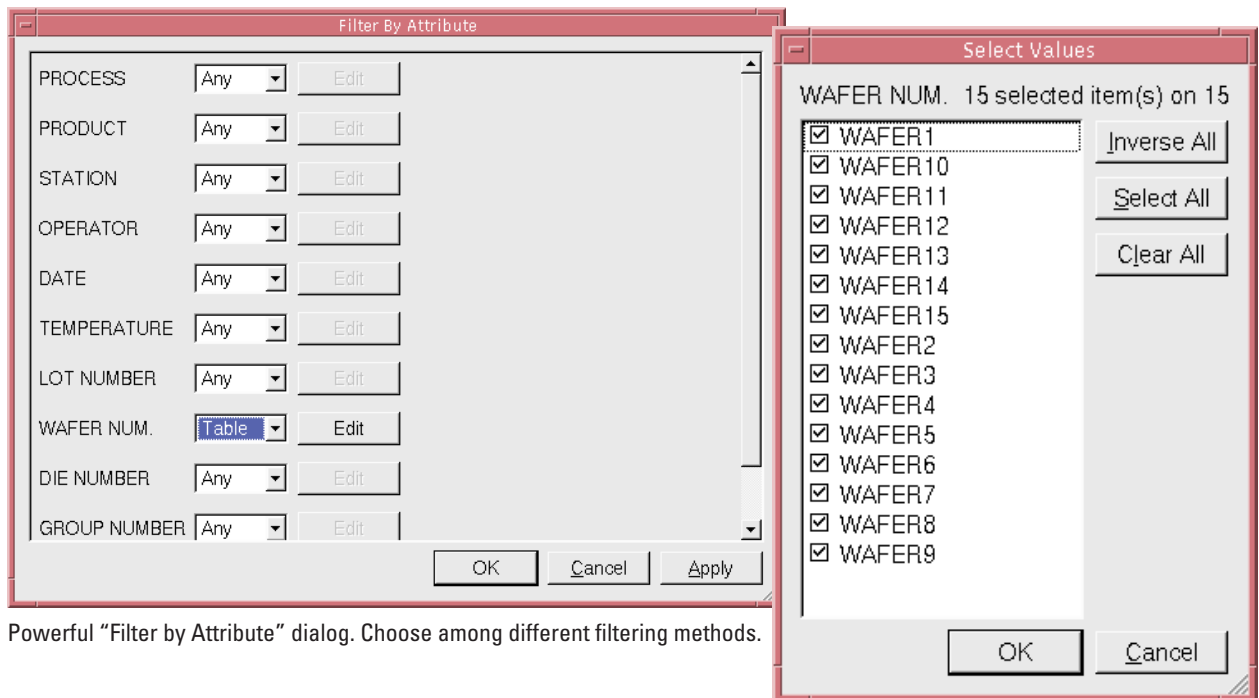 Filter By Attribute
PROCESS Any Edit
PRODUCT Any Edit
STATION Any Edit
OPERATOR Any Edit
DATE Any Edit
TEMPERATURE Any Edit
LOT NUMBER Any Edit
WAFER NUM. Table Edit
DIE NUMBER Any Edit
GROUP NUMBER Any Edit
OK Cancel Apply
Powerful “Filter by Attribute” dialog. Choose among different filtering methods.
Select Values
WAFER NUM. 15 selected item(s) on 15
WAFER1
WAFER10
WAFER11
WAFER12
WAFER13
WAFER14
WAFER15
WAFER2
WAFER3
WAFER4
WAFER5
WAFER6
WAFER7
WAFER8
WAFER9
Inverse All
Select All
Clear All
OK Cancel